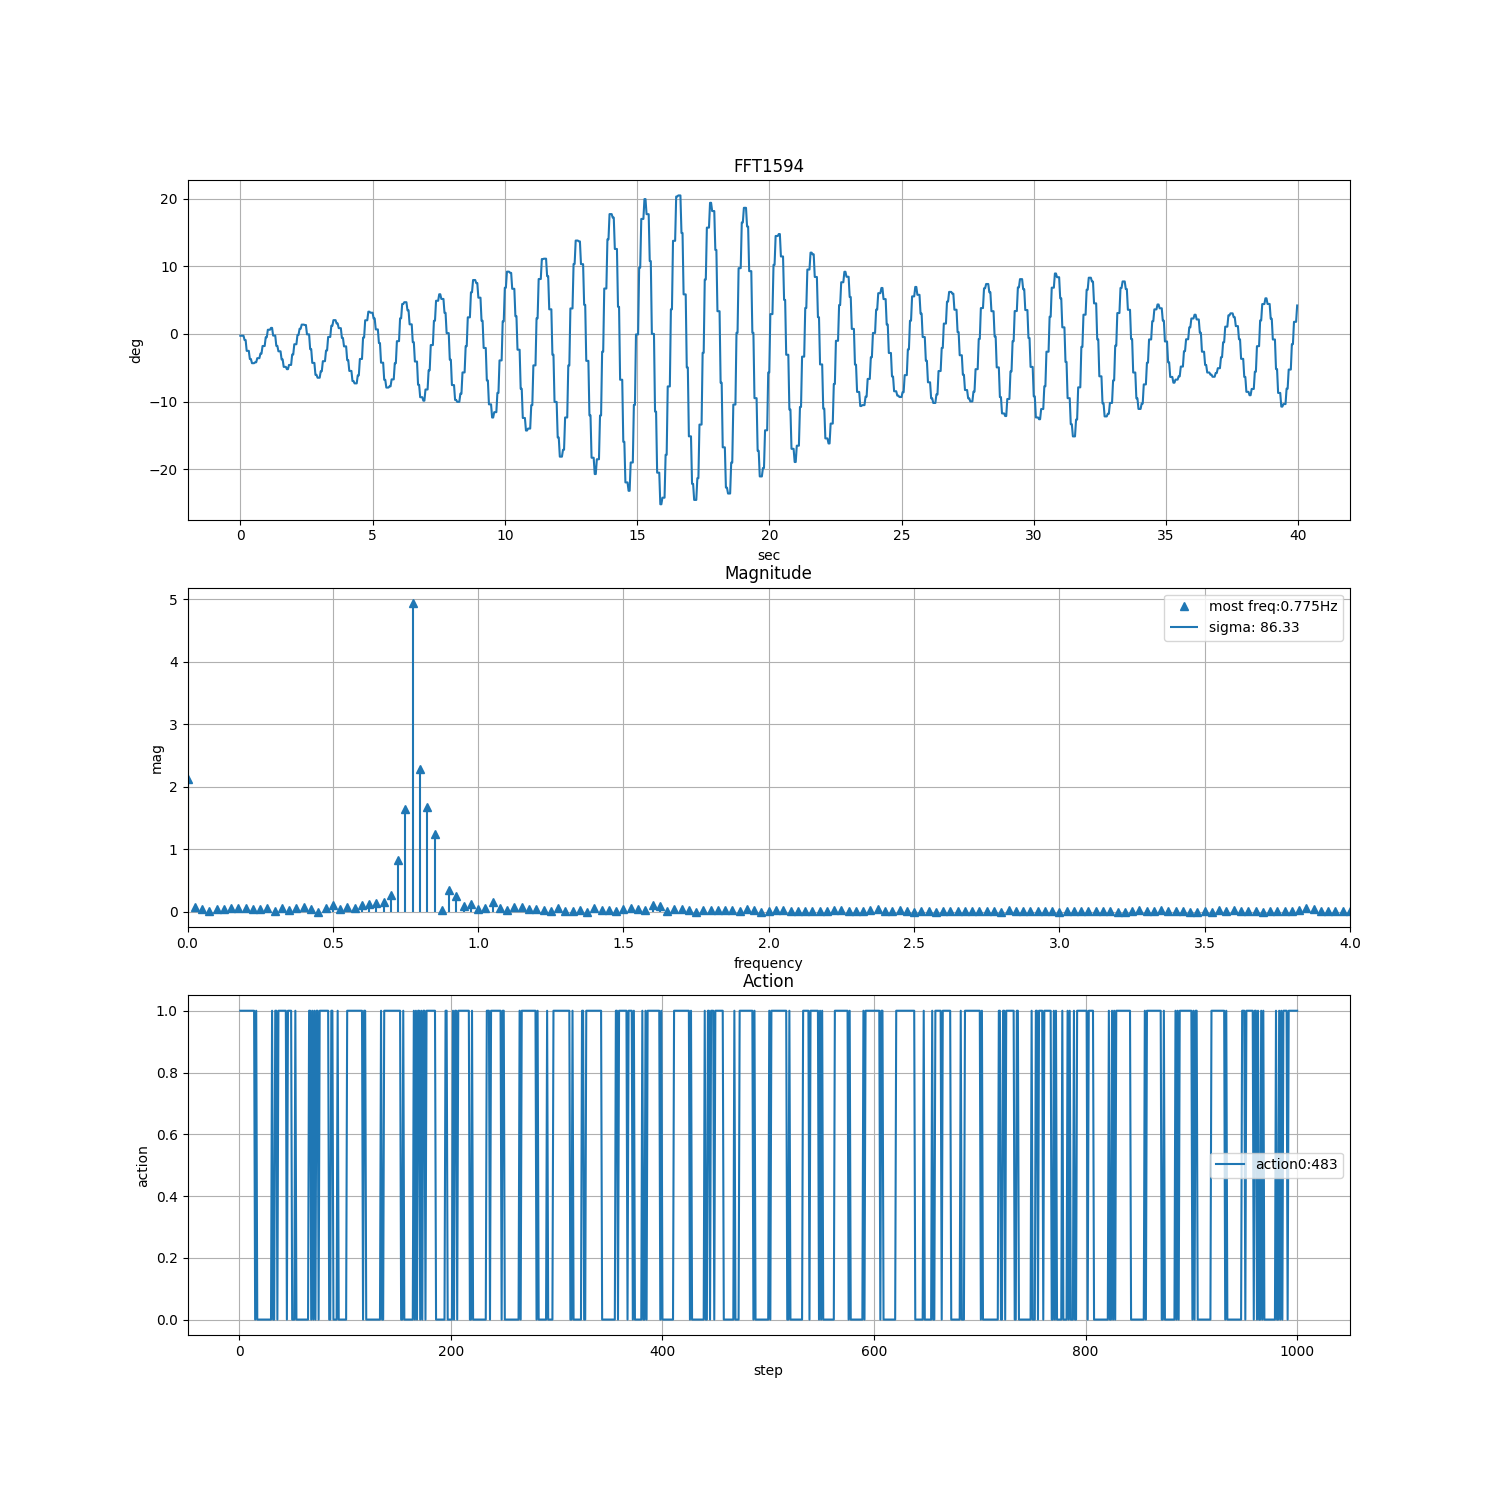 FFT1594
20
10
0
−10
−20
deg
0 5 10 15 20 25 30 35 40
sec
Magnitude
5
4
3
2
1
0
mag
most freq:0.775Hz
sigma: 86.33
0.0 0.5 1.0 1.5 2.0 2.5 3.0 3.5 4.0
frequency
Action
1.0
0.8
0.6
0.4
0.2
0.0
action
action0:483
0 200 400 600 800 1000
step